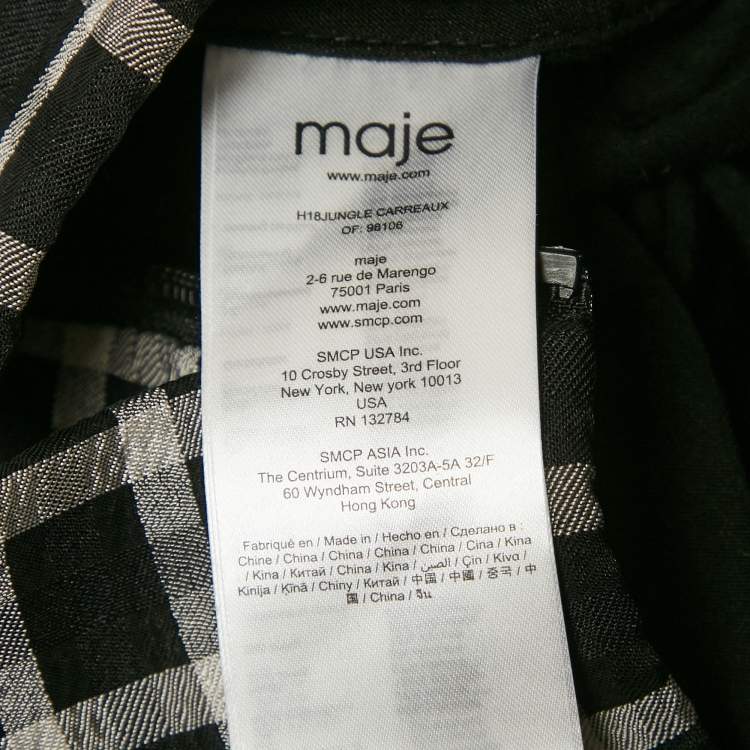 maje
www.maje.com
H18JUNGLE CARREAUX
OF: 98106
maje
2-6 rue de Marengo
75001 Paris
www.maje.com
www.smcp.com
SMCP USA Inc.
10 Crosby Street, 3rd Floor
New York, New york 10013
USA
RN 132784
SMCP ASIA Inc.
The Centrium, Suite 3203A-5A 32/F
60 Wyndham Street, Central
Hong Kong
Fabriqué en / Made in / Hecho en / Сделано в :
Chine / China / China / China / China / Cina / Kina
/ Kina / Китай / China / Kina / الصين / Çin / Κίνα /
Kinija / Ķīnā / Chiny / Китай / 中国 / 中國 / 중국 / 中
国 / China / จีน